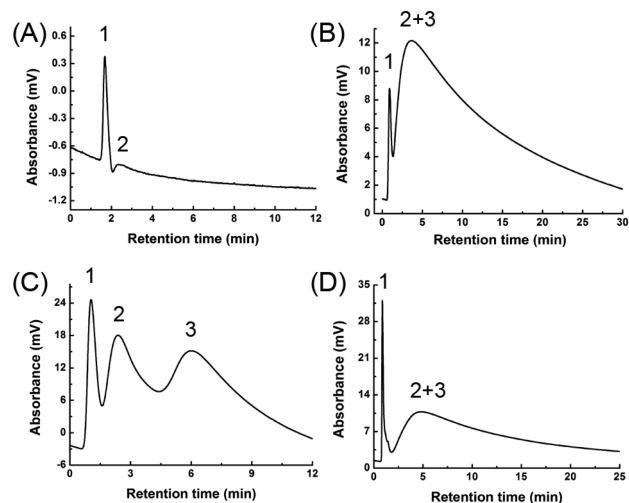 (A)
1
2
0.6
0.3
0.0
-0.3
-0.6
-0.9
-1.2
Absorbance (mV)
0 2 4 6 8 10 12
Retention time (min)
(B)
1
2+3
12
10
8
6
4
2
0
Absorbance (mV)
0 5 10 15 20 25 30
Retention time (min)
(C)
1
2
3
24
18
12
6
0
-6
Absorbance (mV)
0 3 6 9 12
Retention time (min)
(D)
1
2+3
35
28
21
14
7
0
Absorbance (mV)
0 5 10 15 20 25
Retention time (min)